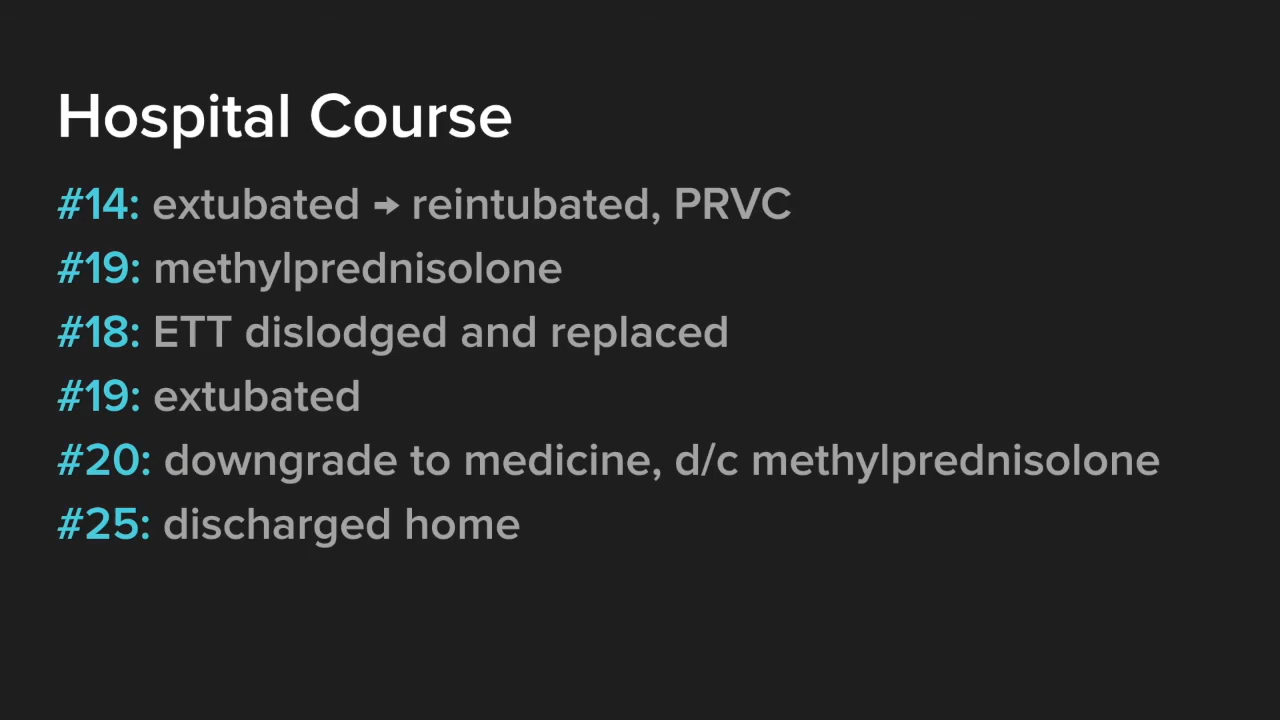 Hospital Course
#14: extubated → reintubated, PRVC
#19: methylprednisolone
#18: ETT dislodged and replaced
#19: extubated
#20: downgrade to medicine, d/c methylprednisolone
#25: discharged home